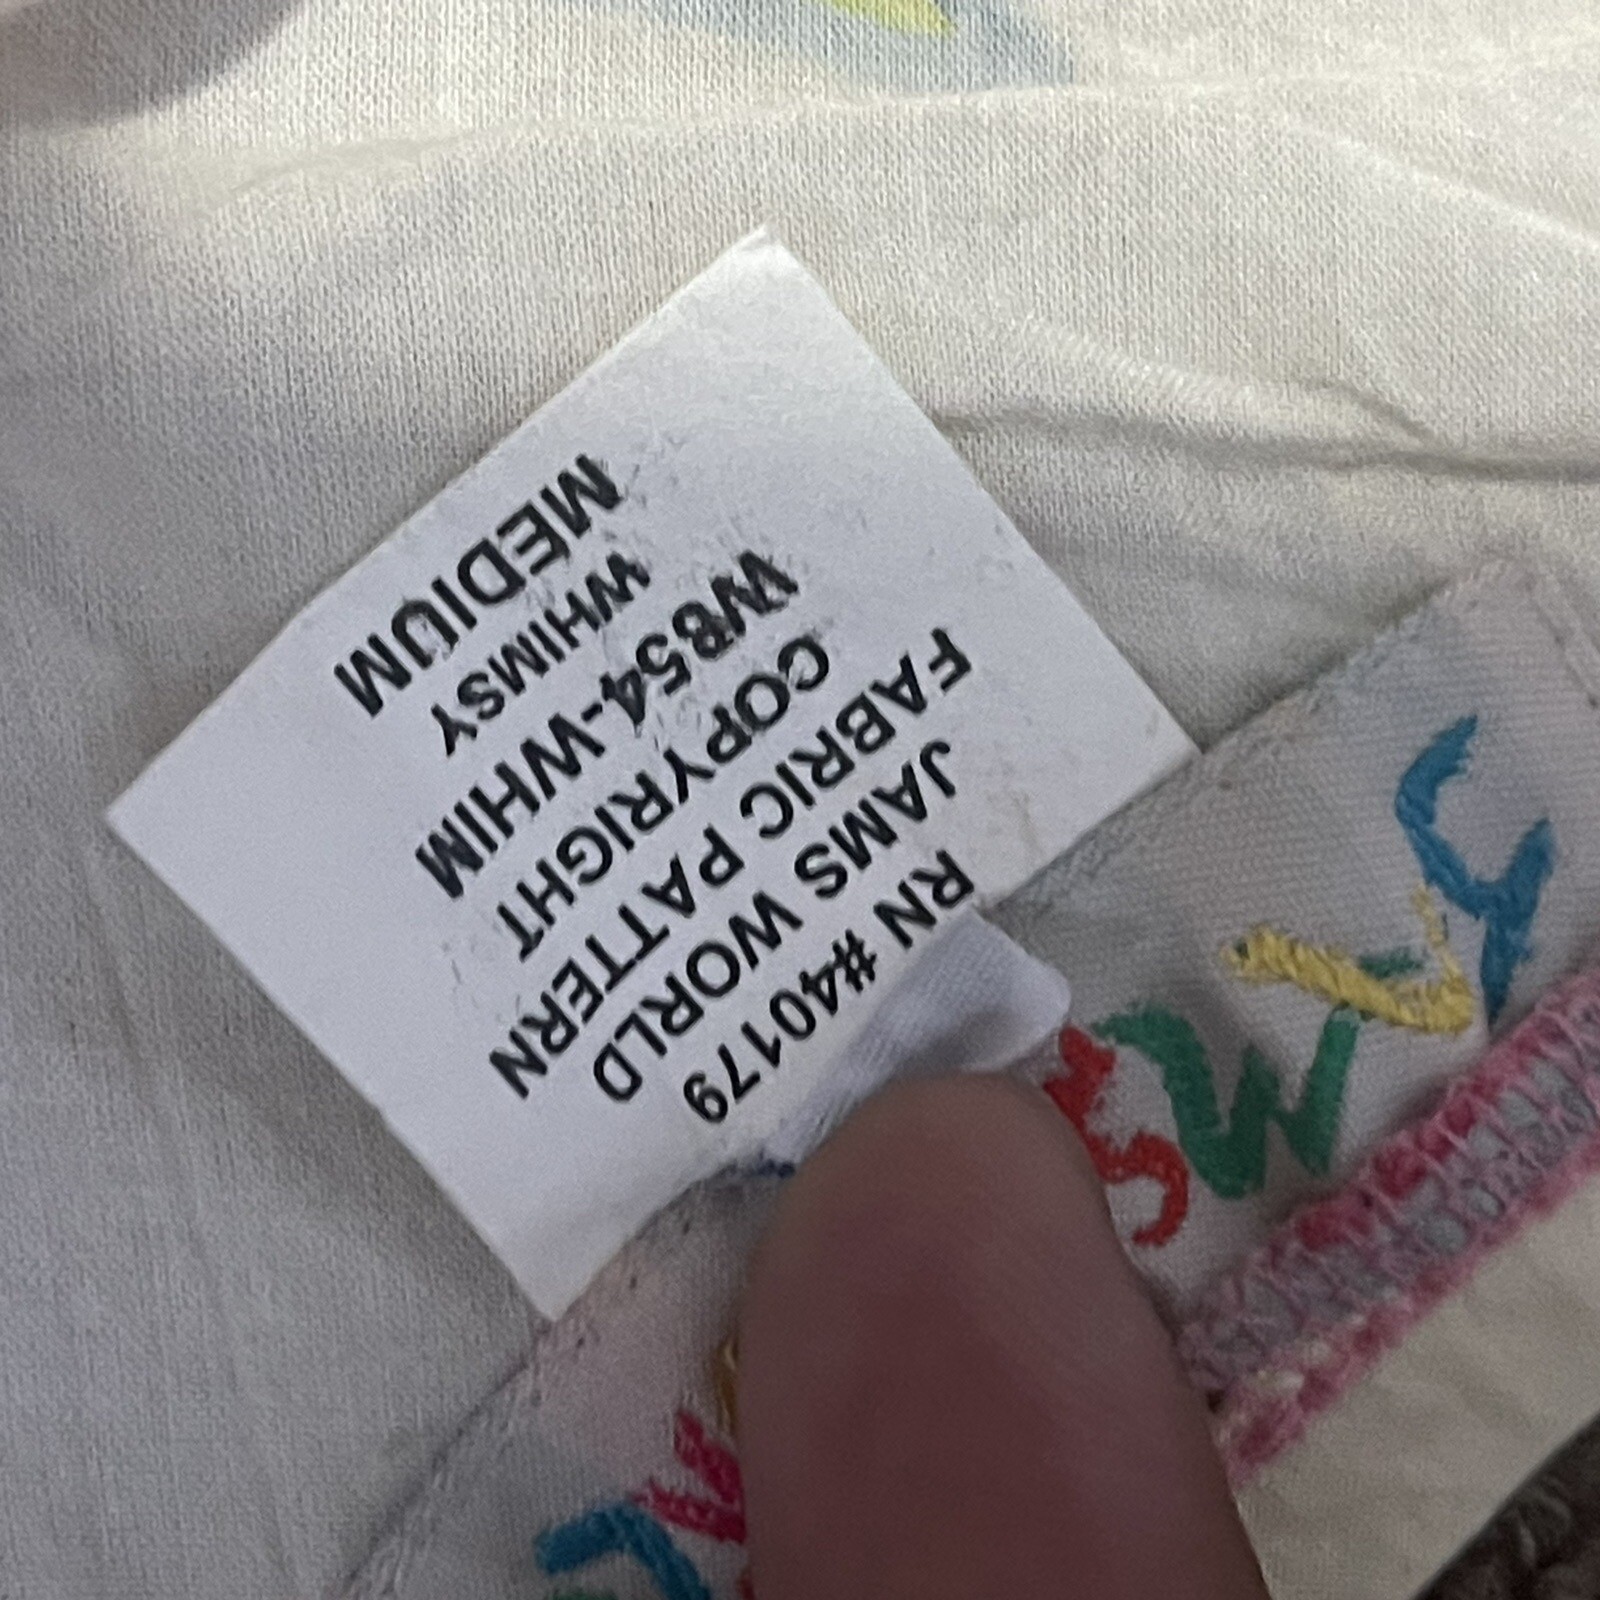 RN #40179
JAMS WORLD
FABRIC PATTERN
COPYRIGHT
WB54-WHIM
WHIMSY
MEDIUM